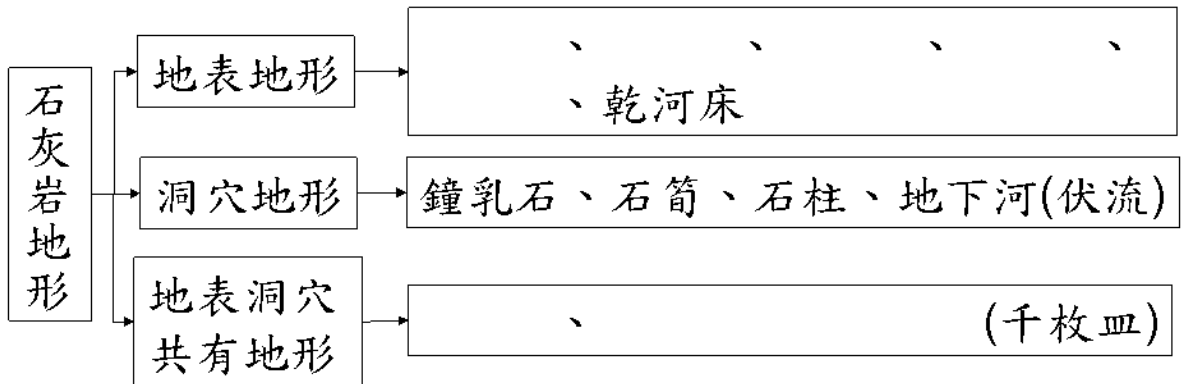 石灰岩地形
地表地形
、、、、
、乾河床
洞穴地形
鐘乳石、石筍、石柱、地下河(伏流)
地表洞穴
共有地形
、(千枚皿)